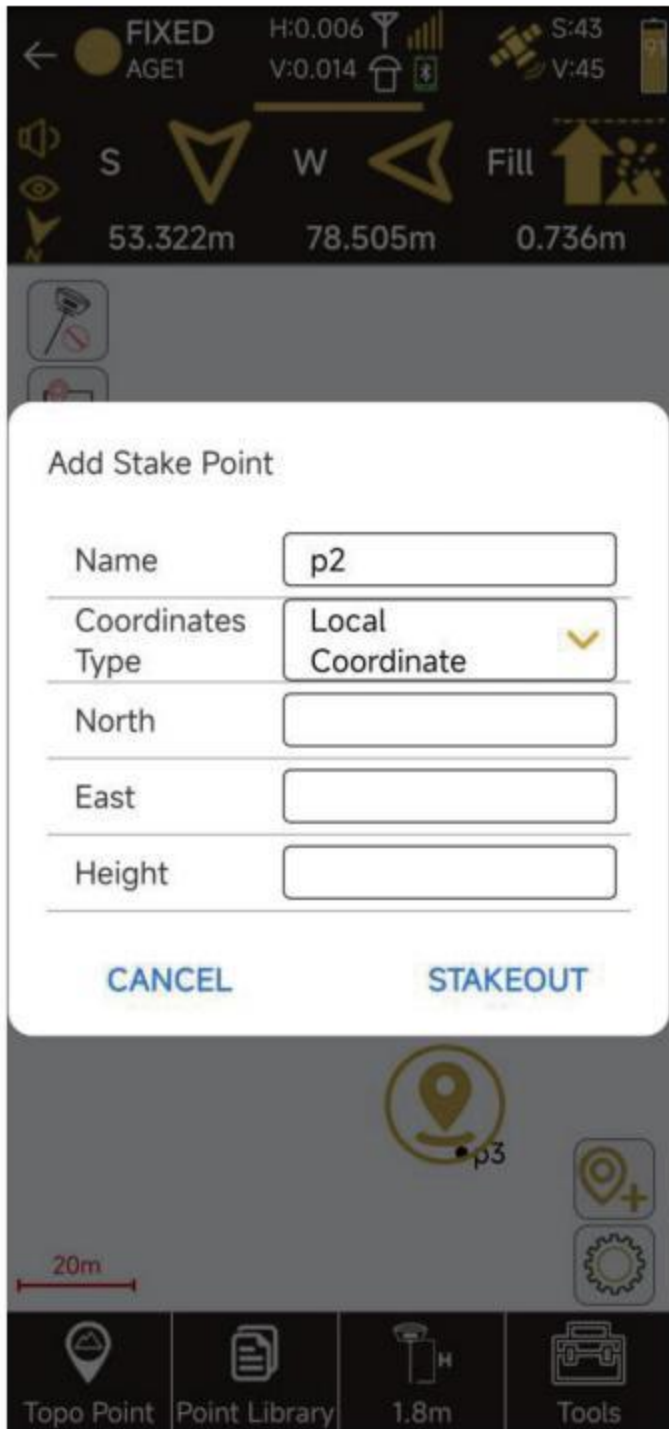 FIXED
H:0.006
S:43
91
AGE1
V:0.014
V:45
S
W
Fill
N
53.322m
78.505m
0.736m
Add Stake Point
Name
p2
Coordinates
Type
Local
Coordinate
North
East
Height
CANCEL
STAKEOUT
p3
20m
H
Topo Point
Point Library
1.8m
Tools